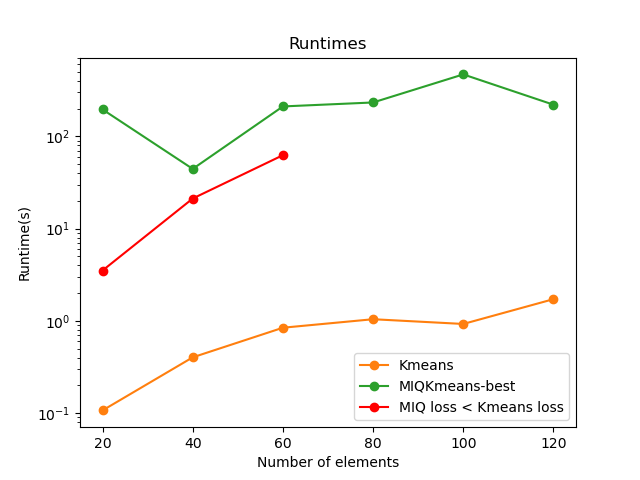 Runtimes
Runtime(s)
10²
10¹
10⁰
10⁻¹
20 40 60 80 100 120
Number of elements
Kmeans
MIQKmeans-best
MIQ loss < Kmeans loss